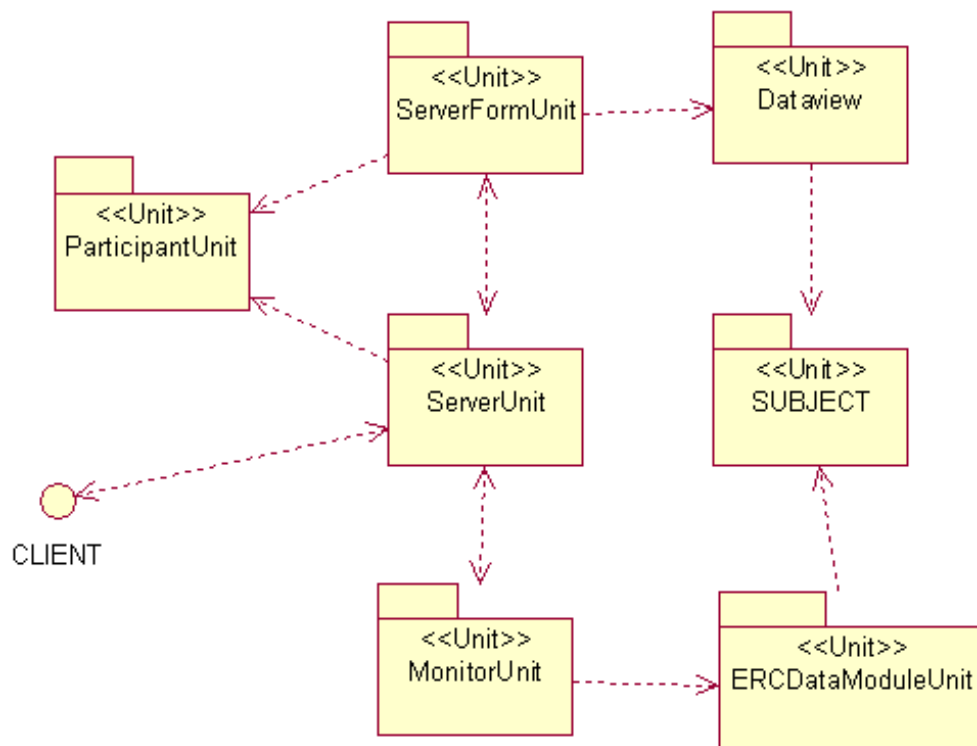 <<Unit>>
ServerFormUnit
<<Unit>>
Dataview
<<Unit>>
ParticipantUnit
<<Unit>>
ServerUnit
<<Unit>>
SUBJECT
CLIENT
<<Unit>>
MonitorUnit
<<Unit>>
ERCDataModuleUnit